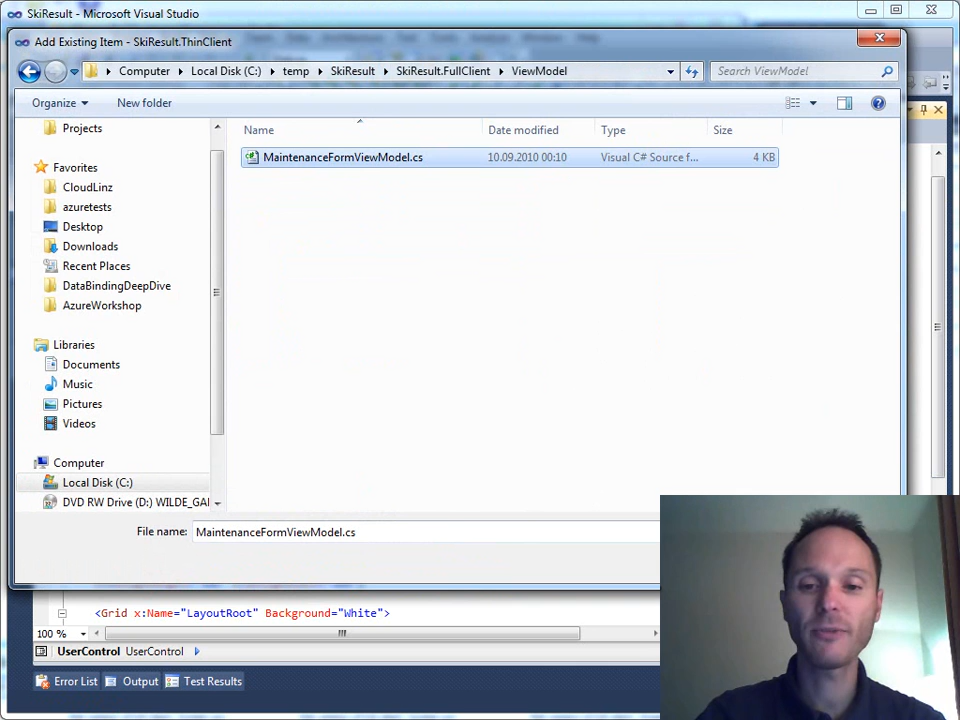 SkiResult - Microsoft Visual Studio
Add Existing Item - SkiResult.ThinClient
Computer Local Disk (C:) temp SkiResult SkiResult.FullClient ViewModel
Search ViewModel
Organize New folder
Projects
Favorites
CloudLinz
azuretests
Desktop
Downloads
Recent Places
DataBindingDeepDive
AzureWorkshop
Libraries
Documents
Music
Pictures
Videos
Computer
Local Disk (C:)
DVD RW Drive (D:) WILDE_GA
Name Date modified Type Size
MaintenanceFormViewModel.cs 10.09.2010 00:10 Visual C# Source f... 4 KB
File name: MaintenanceFormViewModel.cs
<Grid x:Name="LayoutRoot" Background="White">
100 %
UserControl UserControl
Error List Output Test Results